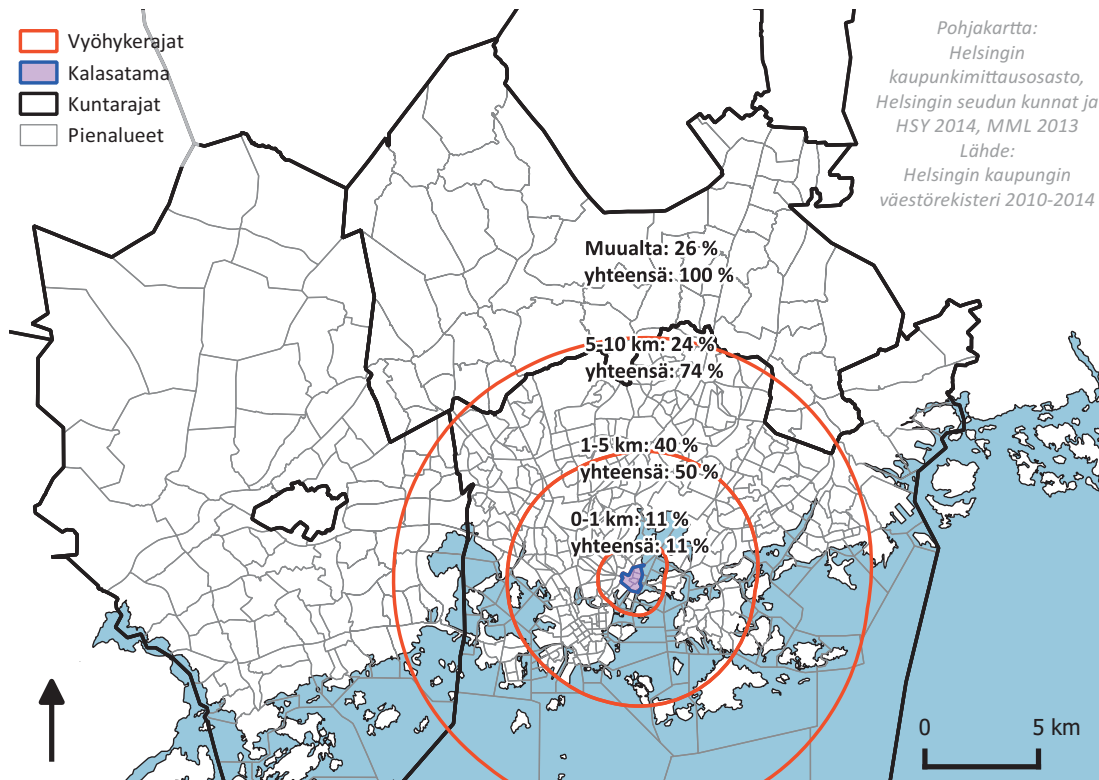 Vyöhykerajat
Kalasatama
Kuntarajat
Pienalueet
Pohjakartta:
Helsingin
kaupunkimittausosasto,
Helsingin seudun kunnat ja
HSY 2014, MML 2013
Lähde:
Helsingin kaupungin
väestörekisteri 2010-2014
Muualta: 26 %
yhteensä: 100 %
5-10 km: 24 %
yhteensä: 74 %
1-5 km: 40 %
yhteensä: 50 %
0-1 km: 11 %
yhteensä: 11 %
0 5 km